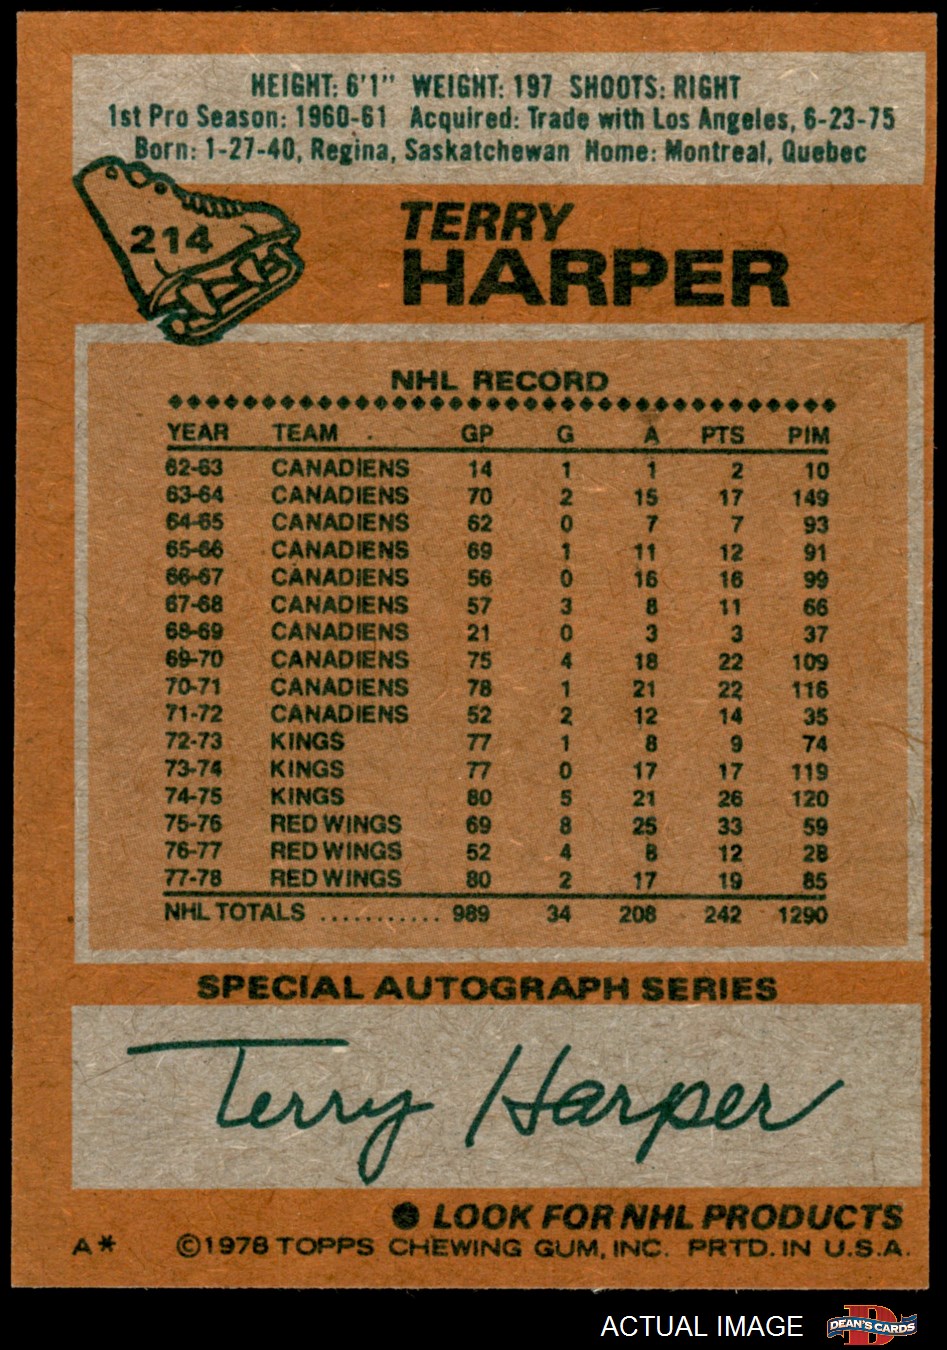 HEIGHT: 6'1" WEIGHT: 197 SHOOTS: RIGHT
1st Pro Season: 1960-61 Acquired: Trade with Los Angeles, 6-23-75
Born: 1-27-40, Regina, Saskatchewan Home: Montreal, Quebec
214
TERRY
HARPER
NHL RECORD
YEAR TEAM GP G A PTS PIM
62-63 CANADIENS 14 1 1 2 10
63-64 CANADIENS 70 2 15 17 149
64-65 CANADIENS 62 0 7 7 93
65-66 CANADIENS 69 1 11 12 91
66-67 CANADIENS 56 0 16 16 99
67-68 CANADIENS 57 3 8 11 66
68-69 CANADIENS 21 0 3 3 37
69-70 CANADIENS 75 4 18 22 109
70-71 CANADIENS 78 1 21 22 116
71-72 CANADIENS 52 2 12 14 35
72-73 KINGS 77 1 8 9 74
73-74 KINGS 77 0 17 17 119
74-75 KINGS 80 5 21 26 120
75-76 RED WINGS 69 8 25 33 59
76-77 RED WINGS 52 4 8 12 28
77-78 RED WINGS 80 2 17 19 85
NHL TOTALS ........... 989 34 208 242 1290
SPECIAL AUTOGRAPH SERIES
Terry Harper
● LOOK FOR NHL PRODUCTS
A* ©1978 TOPPS CHEWING GUM, INC. PRTD. IN U.S.A.
ACTUAL IMAGE
D
DEAN'S CARDS